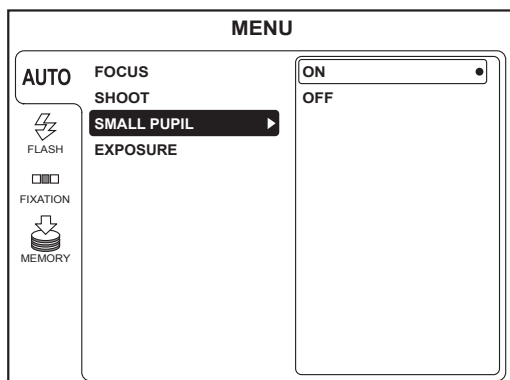 MENU
AUTO
FLASH
FIXATION
MEMORY
FOCUS
SHOOT
SMALL PUPIL
EXPOSURE
ON
OFF